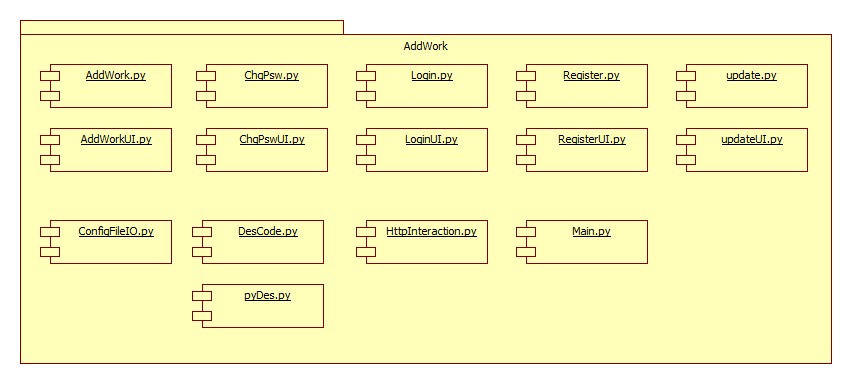 AddWork
AddWork.py
ChgPsw.py
Login.py
Register.py
update.py
AddWorkUI.py
ChgPswUI.py
LoginUI.py
RegisterUI.py
updateUI.py
ConfigFileIO.py
DesCode.py
HttpInteraction.py
Main.py
pyDes.py